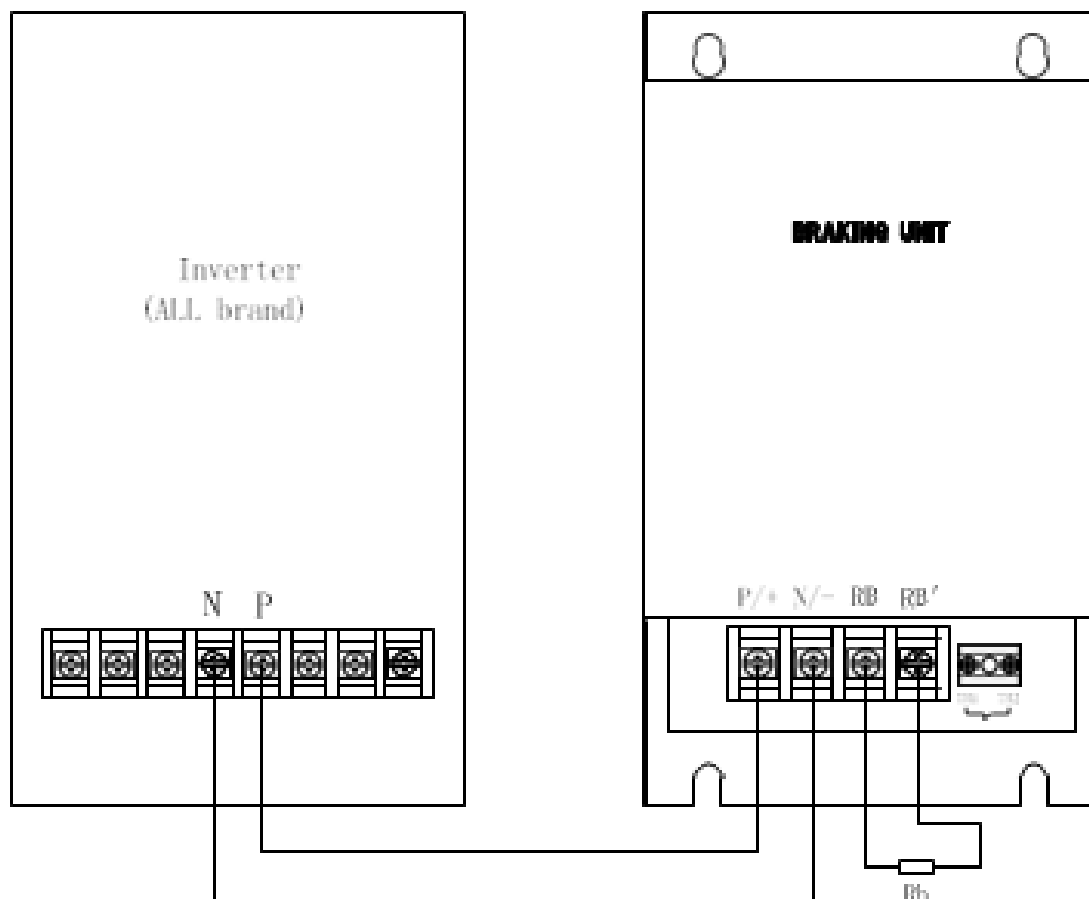 Inverter
(ALL brand)
N P
BRAKING UNIT
P/+ N/- RB RB'
Rb